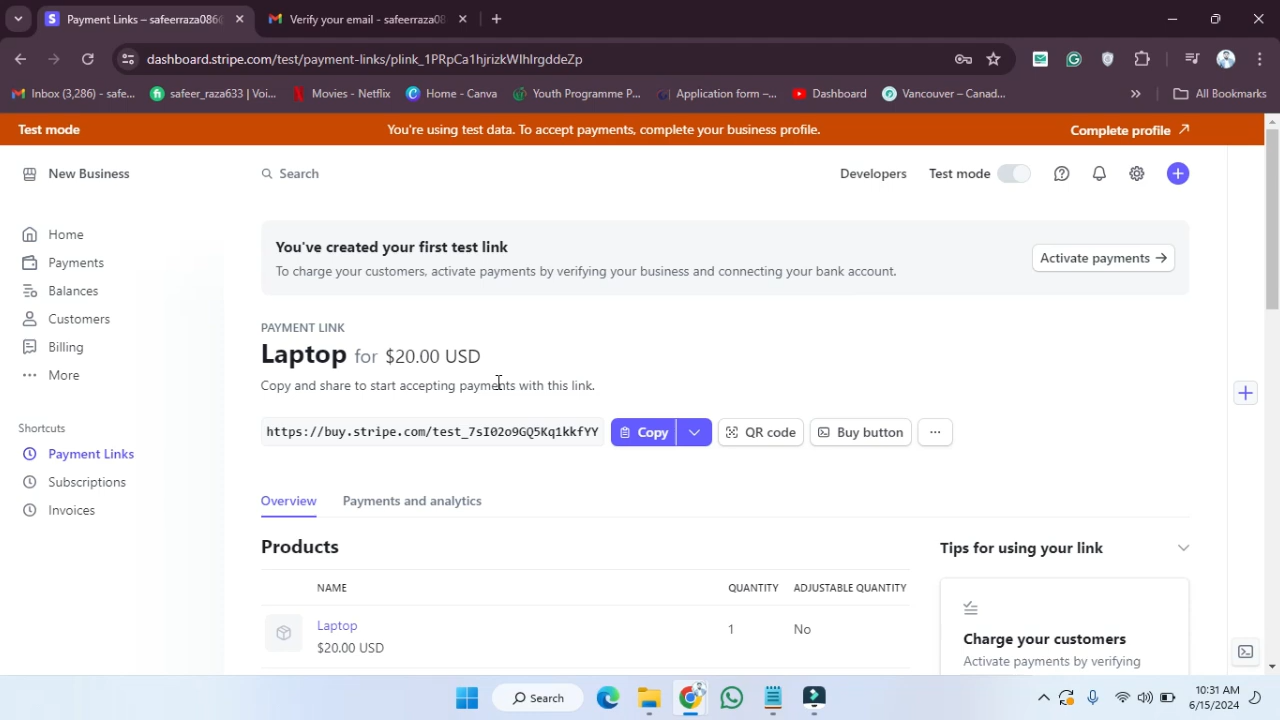 Payment Links – safeerraza086
Verify your email - safeerraza08
dashboard.stripe.com/test/payment-links/plink_1PRpCa1hjrizkWIhIrgddeZp
Inbox (3,286) - safe...
safeer_raza633 | Voi...
Movies - Netflix
Home - Canva
Youth Programme P...
Application form –...
Dashboard
Vancouver – Canad...
All Bookmarks
Test mode
You're using test data. To accept payments, complete your business profile.
Complete profile
New Business
Search
Developers
Test mode
Home
Payments
Balances
Customers
Billing
More
Shortcuts
Payment Links
Subscriptions
Invoices
You've created your first test link
To charge your customers, activate payments by verifying your business and connecting your bank account.
Activate payments
PAYMENT LINK
Laptop for $20.00 USD
Copy and share to start accepting payments with this link.
https://buy.stripe.com/test_7sI02o9GQ5Kq1kkfYY
Copy
QR code
Buy button
Overview
Payments and analytics
Products
NAME
QUANTITY
ADJUSTABLE QUANTITY
Laptop
1
No
$20.00 USD
Tips for using your link
Charge your customers
Activate payments by verifying
Search
10:31 AM
6/15/2024